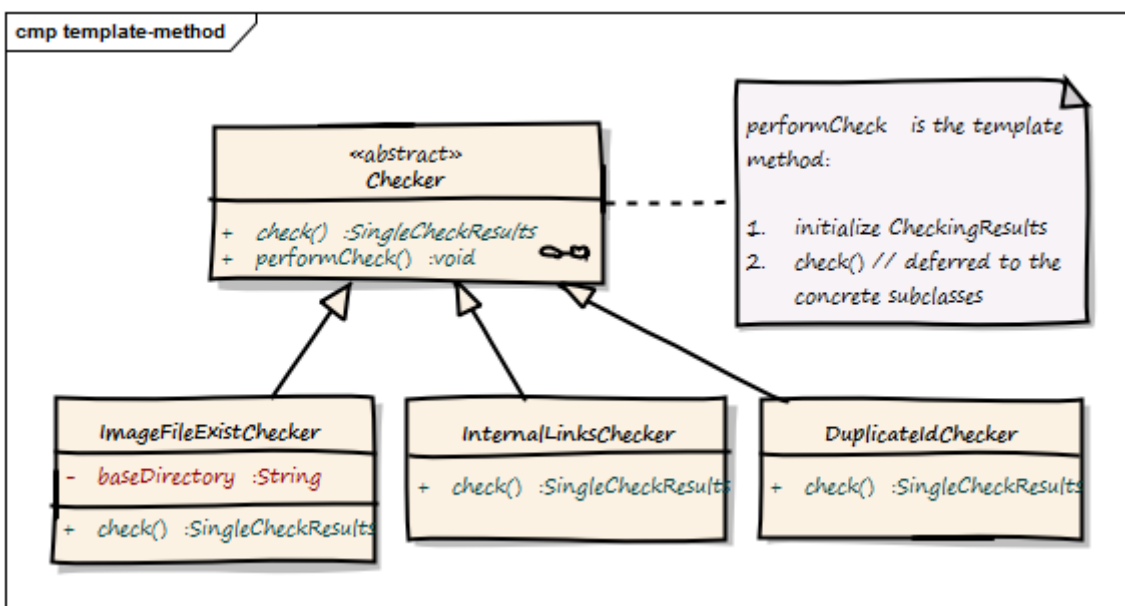 cmp template-method
«abstract»
Checker
+ check() :SingleCheckResults
+ performCheck() :void
performCheck is the template
method:
1. initialize CheckingResults
2. check() // deferred to the
concrete subclasses
ImageFileExistChecker
- baseDirectory :String
+ check() :SingleCheckResults
InternalLinksChecker
+ check() :SingleCheckResults
DuplicateIdChecker
+ check() :SingleCheckResults